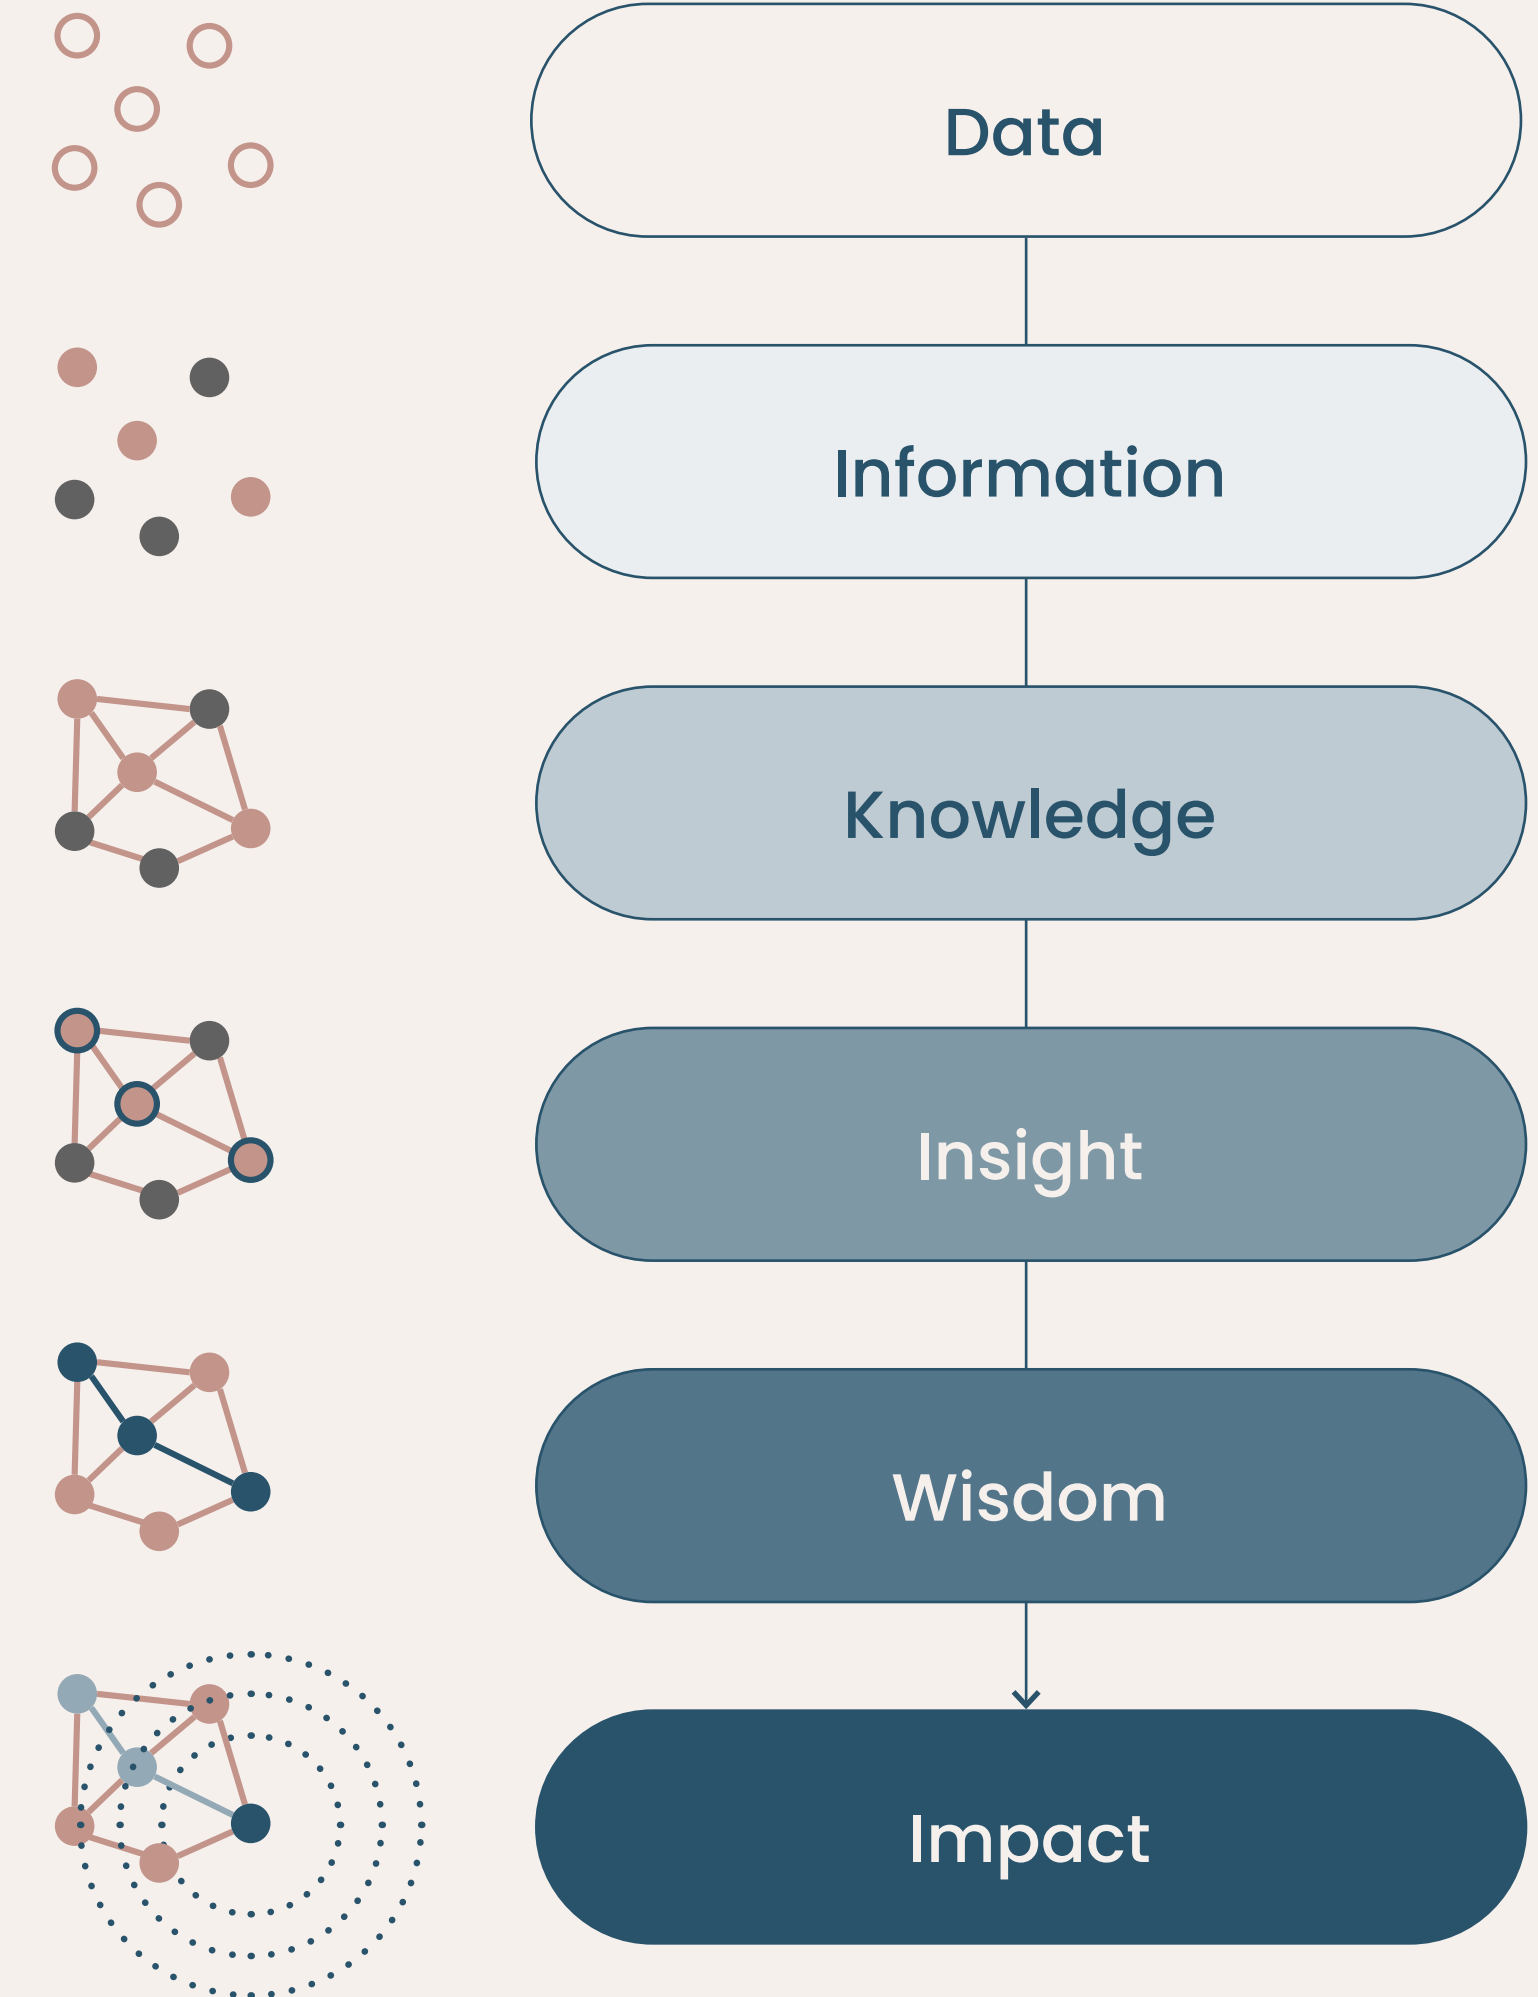 Data
Information
Knowledge
Insight
Wisdom
Impact